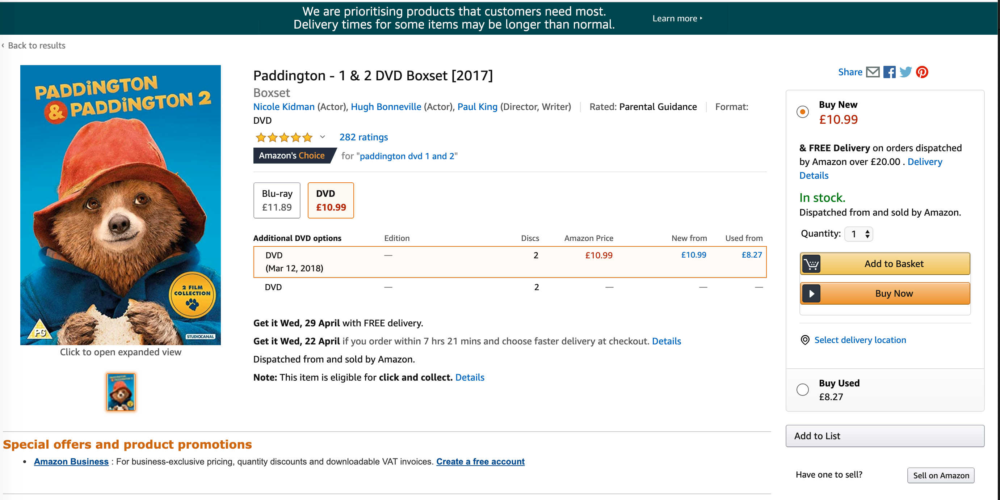 We are prioritising products that customers need most.
Delivery times for some items may be longer than normal.
Learn more ▸
‹ Back to results
PADDINGTON
& PADDINGTON 2
2 FILM
COLLECTION
PG
STUDIOCANAL
Click to open expanded view
Paddington - 1 & 2 DVD Boxset [2017]
Boxset
Nicole Kidman (Actor), Hugh Bonneville (Actor), Paul King (Director, Writer) | Rated: Parental Guidance | Format:
DVD
282 ratings
Amazon's Choice for "paddington dvd 1 and 2"
Blu-ray
£11.89
DVD
£10.99
Additional DVD options Edition Discs Amazon Price New from Used from
DVD — 2 £10.99 £10.99 £8.27
(Mar 12, 2018)
DVD — 2 — — —
Get it Wed, 29 April with FREE delivery.
Get it Wed, 22 April if you order within 7 hrs 21 mins and choose faster delivery at checkout. Details
Dispatched from and sold by Amazon.
Note: This item is eligible for click and collect. Details
Share
Buy New
£10.99
& FREE Delivery on orders dispatched
by Amazon over £20.00 . Delivery
Details
In stock.
Dispatched from and sold by Amazon.
Quantity: 1
Add to Basket
Buy Now
Select delivery location
Buy Used
£8.27
Add to List
Have one to sell? Sell on Amazon
Special offers and product promotions
• Amazon Business : For business-exclusive pricing, quantity discounts and downloadable VAT invoices. Create a free account